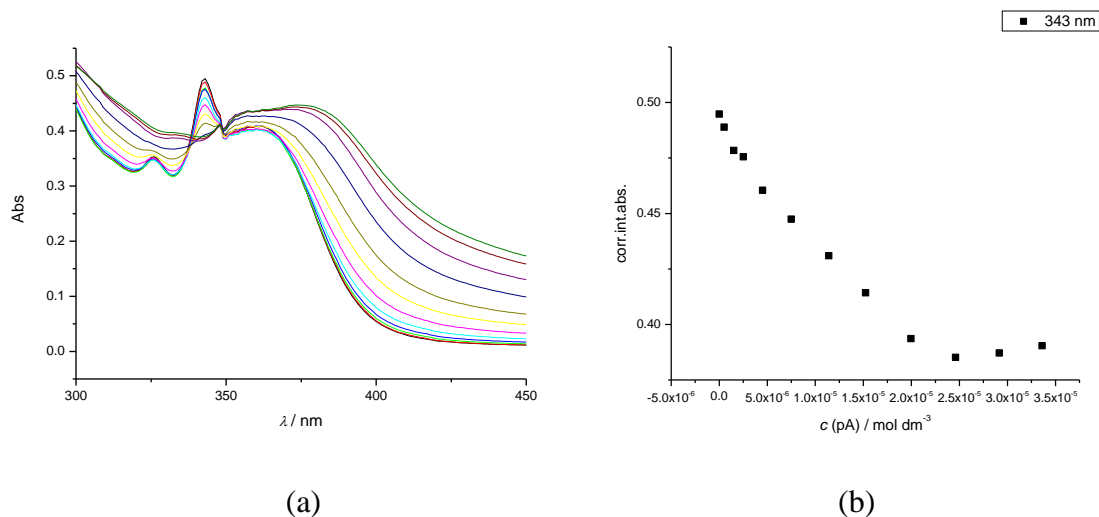 0.5
0.4
0.3
0.2
0.1
0.0
Abs
300
350
400
450
λ / nm
(a)
343 nm
0.50
0.45
0.40
corr.int.abs.
-5.0x10⁻⁶
0.0
5.0x10⁻⁶
1.0x10⁻⁵
1.5x10⁻⁵
2.0x10⁻⁵
2.5x10⁻⁵
3.0x10⁻⁵
3.5x10⁻⁵
c (pA) / mol dm⁻³
(b)